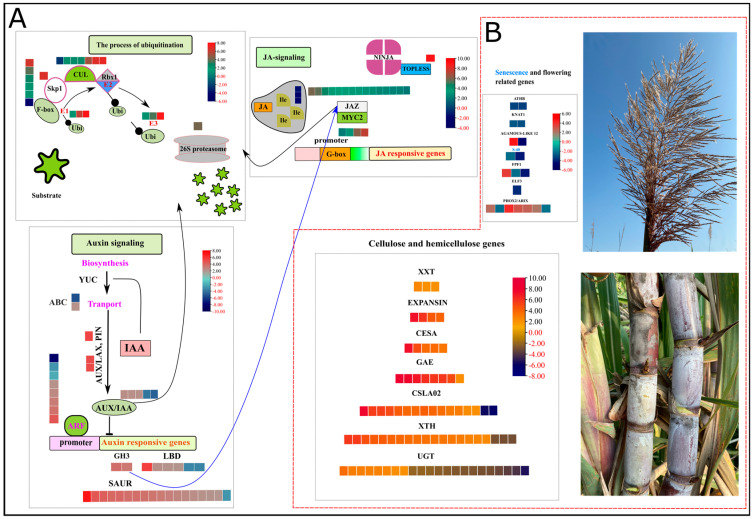 A
The process of ubiquitination
8.00
6.00
4.00
2.00
0.00
-2.00
-4.00
-6.00
-8.00
CUL
Skp1
Rbx1
E2
F-box
E1
Ubi
Ubi
E3
Ubi
Substrate
26S proteasome
JA-signaling
NINJA
TOPLESS
JA
Ile
Ile
Ile
JAZ
MYC2
promoter
G-box
JA responsive genes
10.00
8.00
6.00
4.00
2.00
0.00
-2.00
-4.00
B
Senescence and flowering
related genes
KNAT1
AGAMOUS-LIKE-12
FPF1
ELF3
6.00
4.00
2.00
0.00
-2.00
-4.00
-6.00
Auxin signaling
Biosynthesis
YUC
ABC
Tranport
AUX/LAX, PIN
IAA
AUX/IAA
ARF
promoter
Auxin responsive genes
GH3
LBD
SAUR
8.00
6.00
4.00
2.00
0.00
-2.00
-4.00
-6.00
-8.00
-10.00
Cellulose and hemicellulose genes
XXT
EXPANSIN
CESA
GAE
CSLA02
XTH
UGT
10.00
8.00
6.00
4.00
2.00
0.00
-2.00
-4.00
-6.00
-8.00